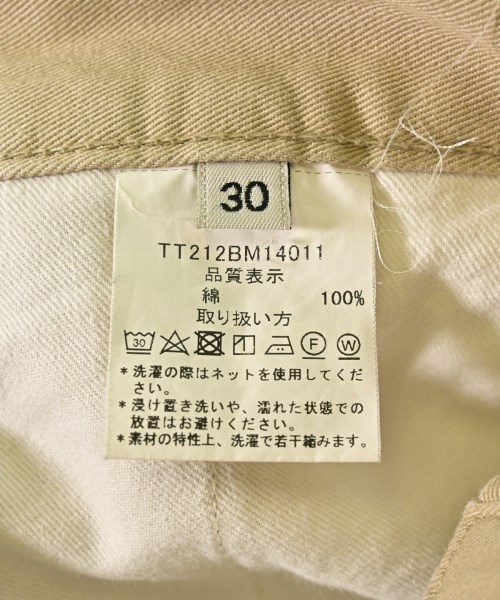 30
TT212BM14011
品質表示
綿 100%
取り扱い方
30 F W
*洗濯の際はネットを使用してくだ
さい。
*浸け置き洗いや、濡れた状態での
放置はお避けください。
*素材の特性上、洗濯で若干縮みます。